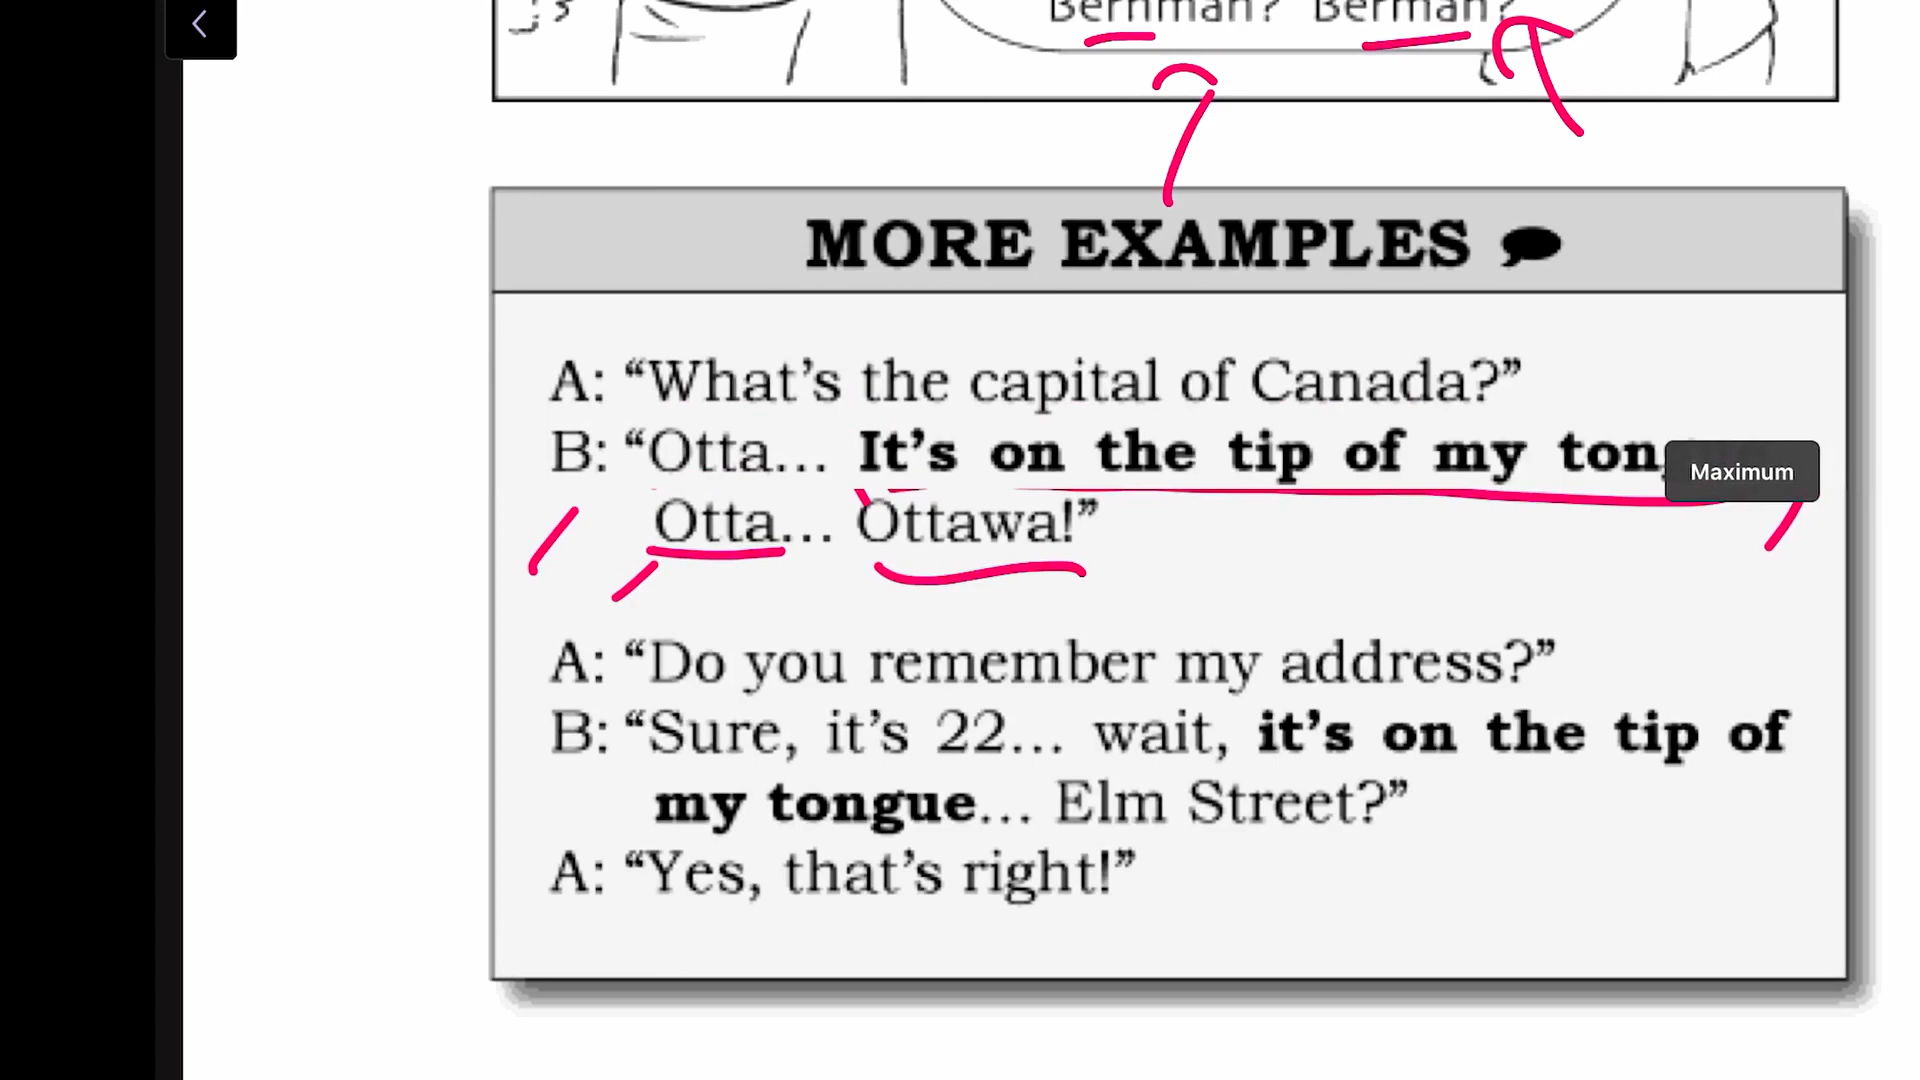 Bernman? Berman?
MORE EXAMPLES
A: “What’s the capital of Canada?”
B: “Otta... It’s on the tip of my
Maximum
Otta... Ottawa!”
A: “Do you remember my address?”
B: “Sure, it’s 22... wait, it’s on the tip of
my tongue... Elm Street?”
A: “Yes, that’s right!”